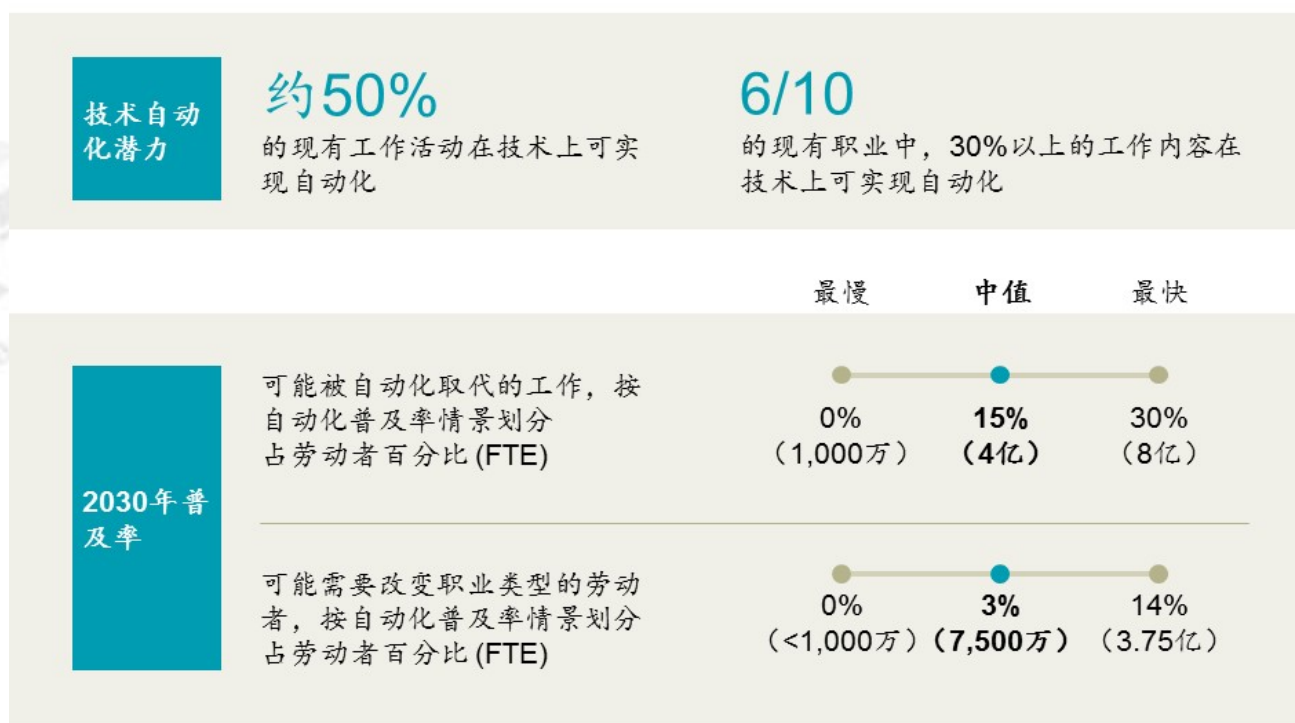 技术自动
化潜力
约50%
的现有工作活动在技术上可实
现自动化
6/10
的现有职业中，30%以上的工作内容在
技术上可实现自动化
最慢 中值 最快
2030年普
及率
可能被自动化取代的工作，按
自动化普及率情景划分
占劳动者百分比 (FTE)
0% 15% 30%
（1,000万） （4亿） （8亿）
可能需要改变职业类型的劳动
者，按自动化普及率情景划分
占劳动者百分比 (FTE)
0% 3% 14%
（<1,000万） （7,500万） （3.75亿）